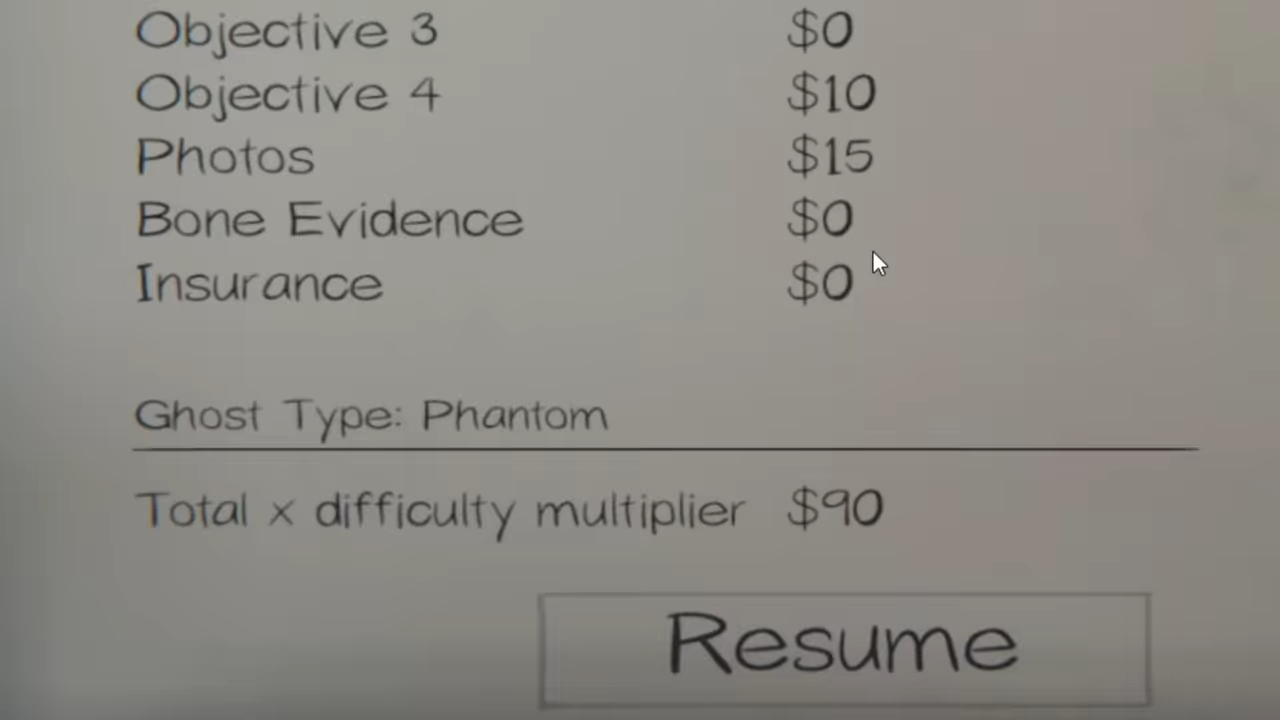 Objective 3 $0
Objective 4 $10
Photos $15
Bone Evidence $0
Insurance $0
Ghost Type: Phantom
Total x difficulty multiplier $90
Resume